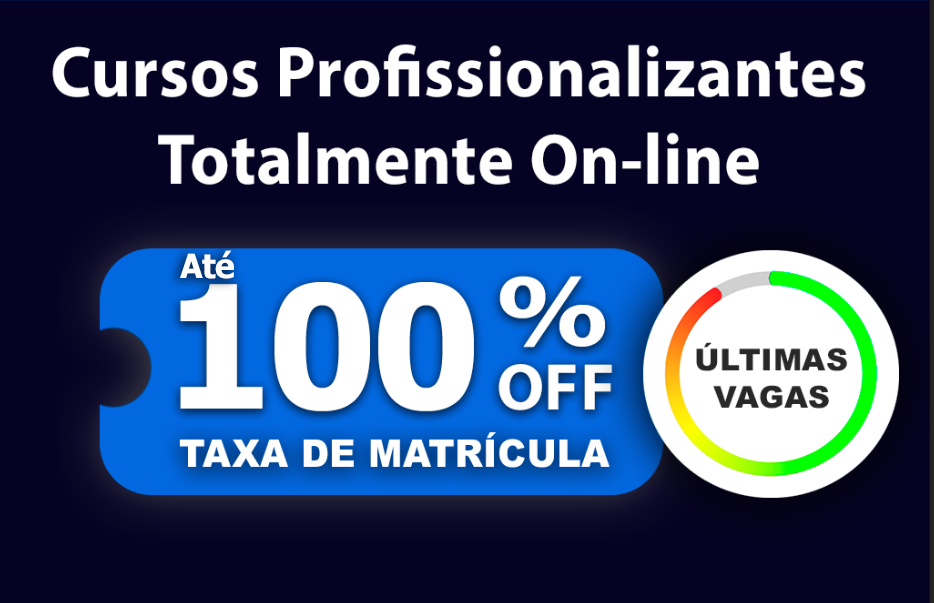 Cursos Profissionalizantes
Totalmente On-line
Até
100%
OFF
TAXA DE MATRÍCULA
ÚLTIMAS
VAGAS